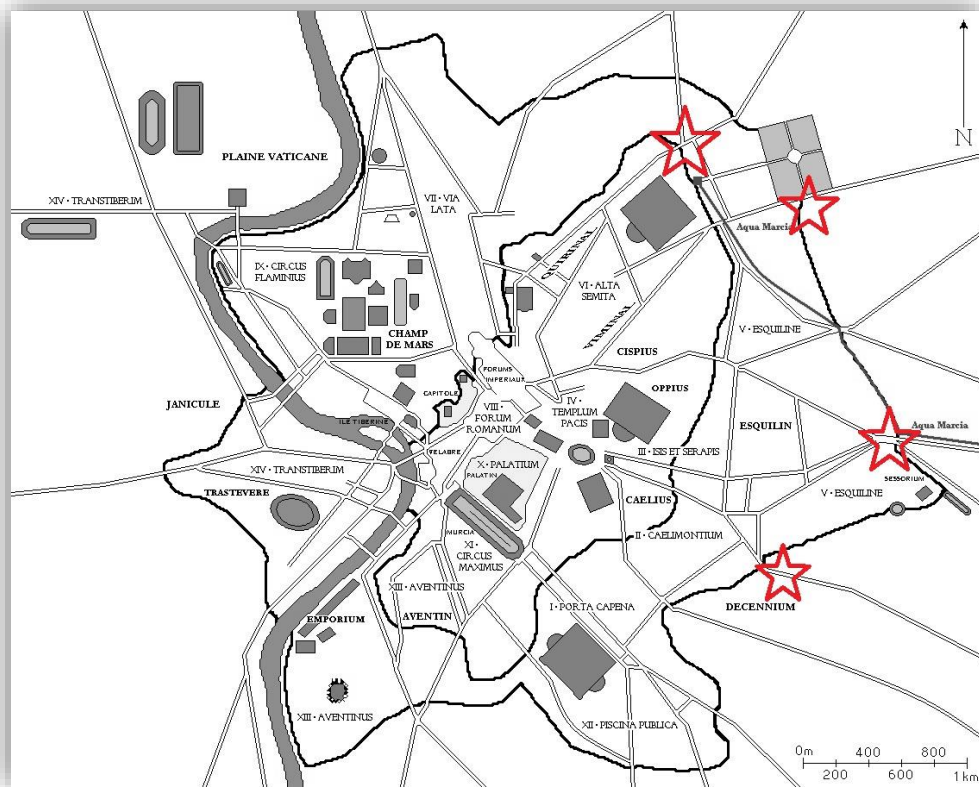 N
PLAINE VATICANE
XIV · TRANSTIBERIM
VII · VIA
LATA
Aqua Marcia
QUIRINAL
IX · CIRCUS
FLAMINIUS
VI · ALTA
SEMITA
VIMINAL
V · ESQUILINE
CHAMP
DE MARS
CISPIUS
FORUMS
IMPERIAUX
OPPIUS
CAPITOLE
JANICULE
VIII ·
FORUM
ROMANUM
IV ·
TEMPLUM
PACIS
ILE TIBERINE
ESQUILIN
Aqua Marcia
VELABRE
III · ISIS ET SERAPIS
XIV · TRANSTIBERIM
X · PALATIUM
PALATIN
SESSORIUM
TRASTEVERE
CAELIUS
V · ESQUILINE
MURCIA
XI ·
CIRCUS
MAXIMUS
II · CAELIMONTIUM
XIII · AVENTINUS
DECENNIUM
EMPORIUM
AVENTIN
I · PORTA CAPENA
XIII · AVENTINUS
XII · PISCINA PUBLICA
0m 400 800
200 600 1km